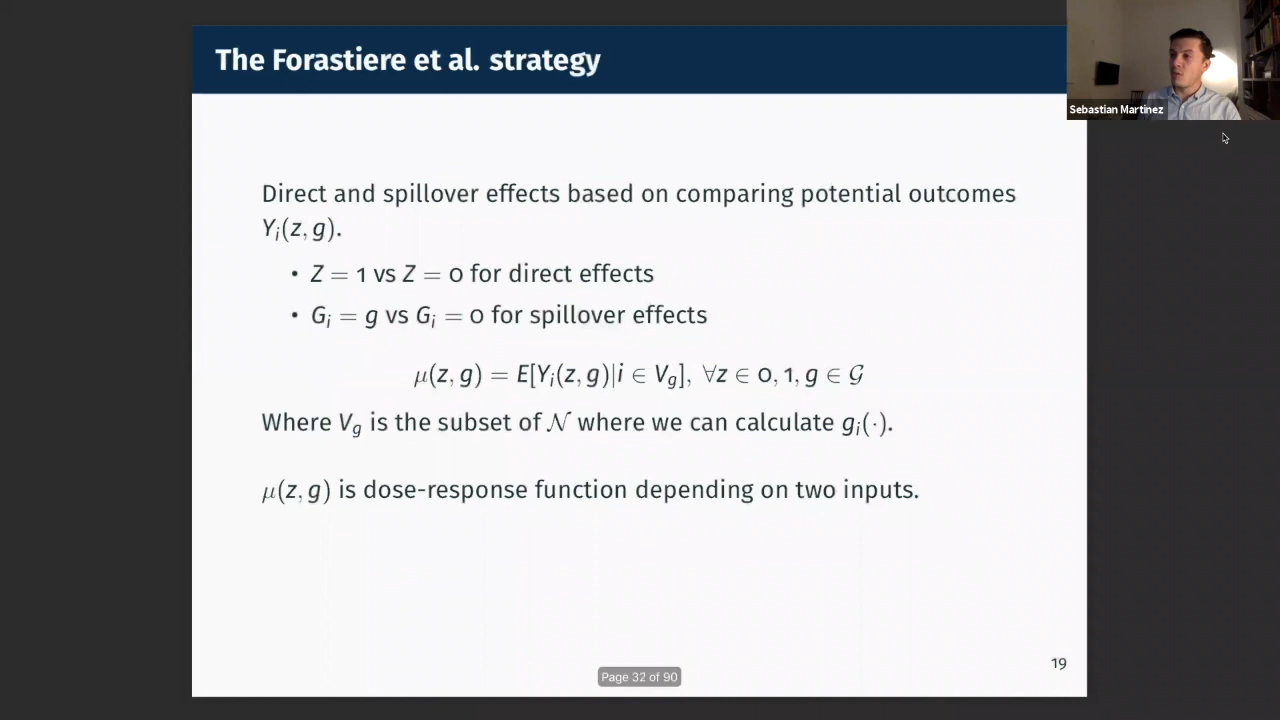 The Forastiere et al. strategy
Sebastian Martinez
Direct and spillover effects based on comparing potential outcomes
Yᵢ(z, g).
• Z = 1 vs Z = 0 for direct effects
• Gᵢ = g vs Gᵢ = 0 for spillover effects
μ(z, g) = E[Yᵢ(z, g)|i ∈ V_g], ∀z ∈ 0, 1, g ∈ 𝒢
Where V_g is the subset of 𝒩 where we can calculate gᵢ(·).
μ(z, g) is dose-response function depending on two inputs.
19
Page 32 of 90